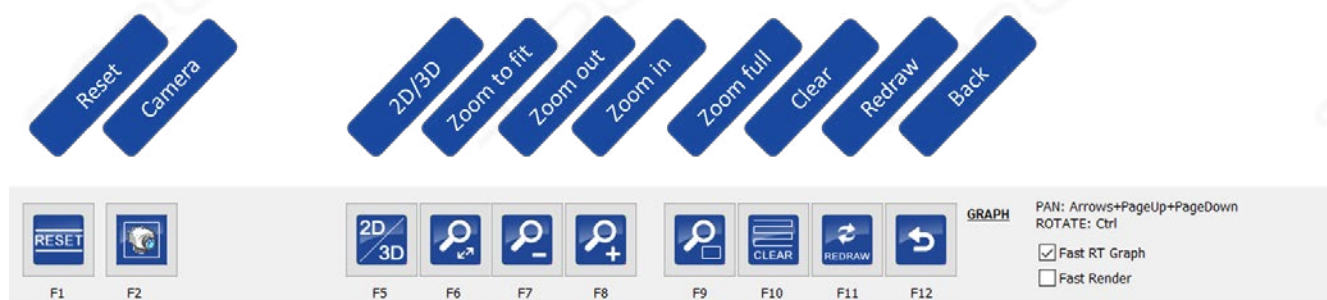 Reset
Camera
2D/3D
Zoom to fit
Zoom out
Zoom in
Zoom full
Clear
Redraw
Back
RESET
2D
3D
CLEAR
REDRAW
GRAPH
PAN: Arrows+PageUp+PageDown
ROTATE: Ctrl
Fast RT Graph
Fast Render
F1
F2
F5
F6
F7
F8
F9
F10
F11
F12